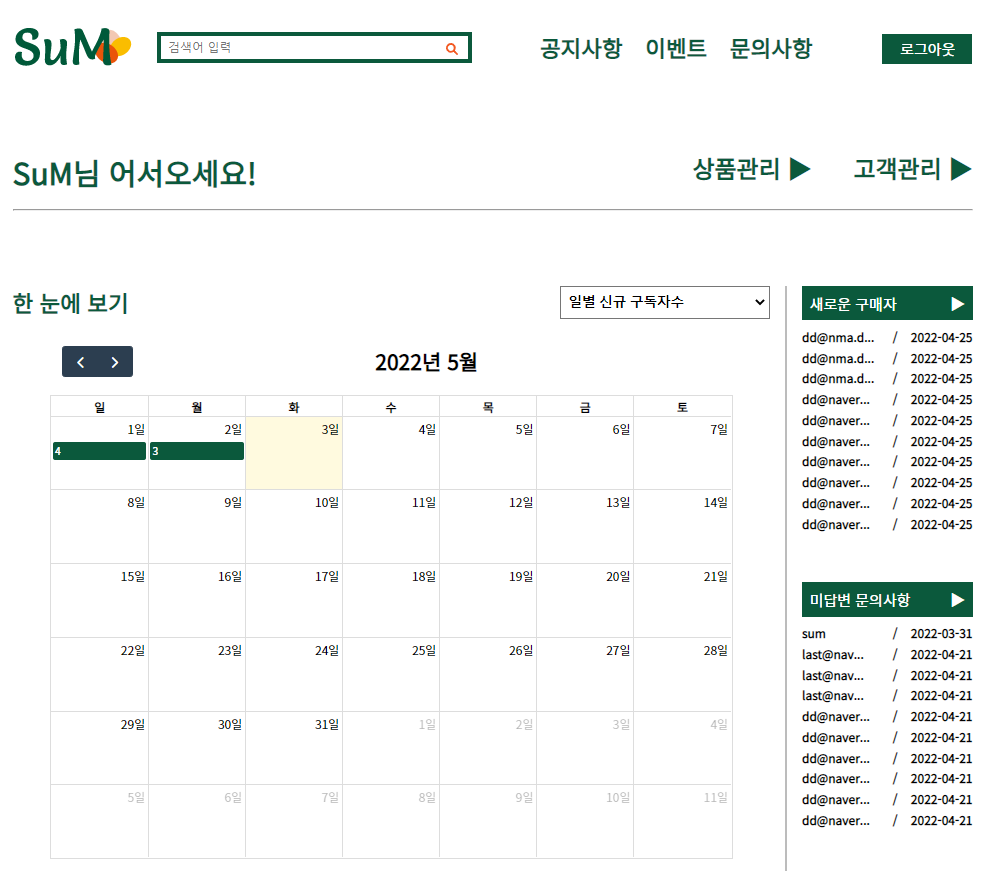 SuM
검색어 입력
공지사항 이벤트 문의사항
로그아웃
SuM님 어서오세요!
상품관리 ▶ 고객관리 ▶
한 눈에 보기
일별 신규 구독자수
2022년 5월
일 월 화 수 목 금 토
1일 2일 3일 4일 5일 6일 7일
4 3
8일 9일 10일 11일 12일 13일 14일
15일 16일 17일 18일 19일 20일 21일
22일 23일 24일 25일 26일 27일 28일
29일 30일 31일 1일 2일 3일 4일
5일 6일 7일 8일 9일 10일 11일
새로운 구매자 ▶
dd@nma.d... / 2022-04-25
dd@nma.d... / 2022-04-25
dd@nma.d... / 2022-04-25
dd@naver... / 2022-04-25
dd@naver... / 2022-04-25
dd@naver... / 2022-04-25
dd@naver... / 2022-04-25
dd@naver... / 2022-04-25
dd@naver... / 2022-04-25
dd@naver... / 2022-04-25
미답변 문의사항 ▶
sum / 2022-03-31
last@nav... / 2022-04-21
last@nav... / 2022-04-21
last@nav... / 2022-04-21
dd@naver... / 2022-04-21
dd@naver... / 2022-04-21
dd@naver... / 2022-04-21
dd@naver... / 2022-04-21
dd@naver... / 2022-04-21
dd@naver... / 2022-04-21